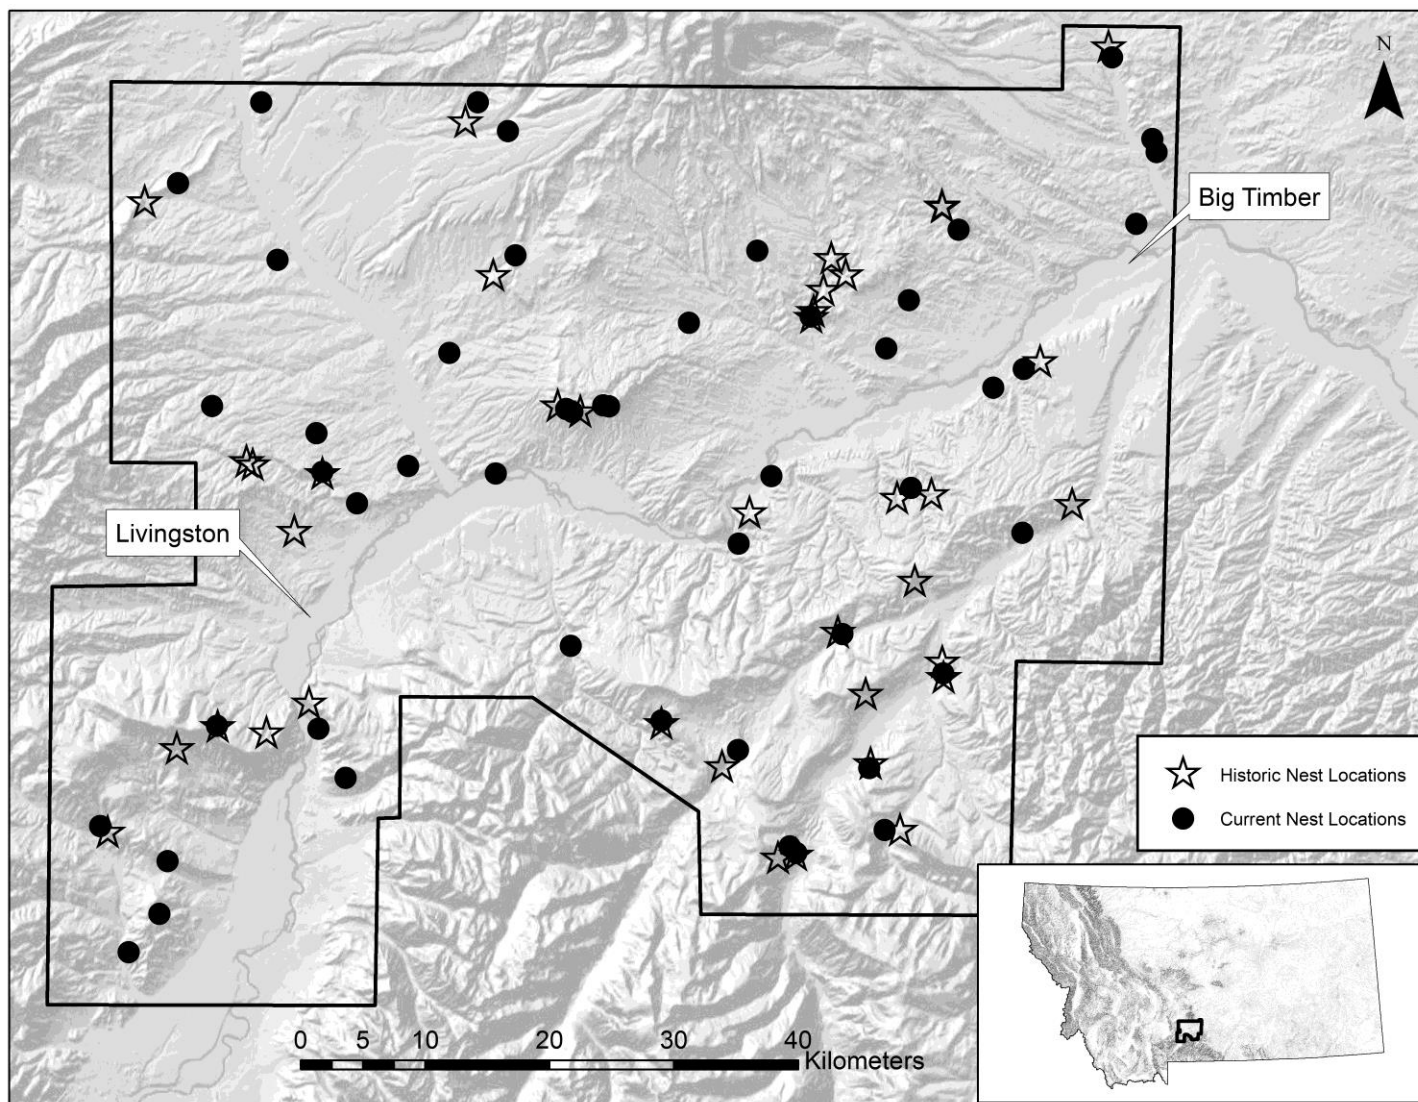 N
Big Timber
Livingston
Historic Nest Locations
Current Nest Locations
0 5 10 20 30 40
Kilometers